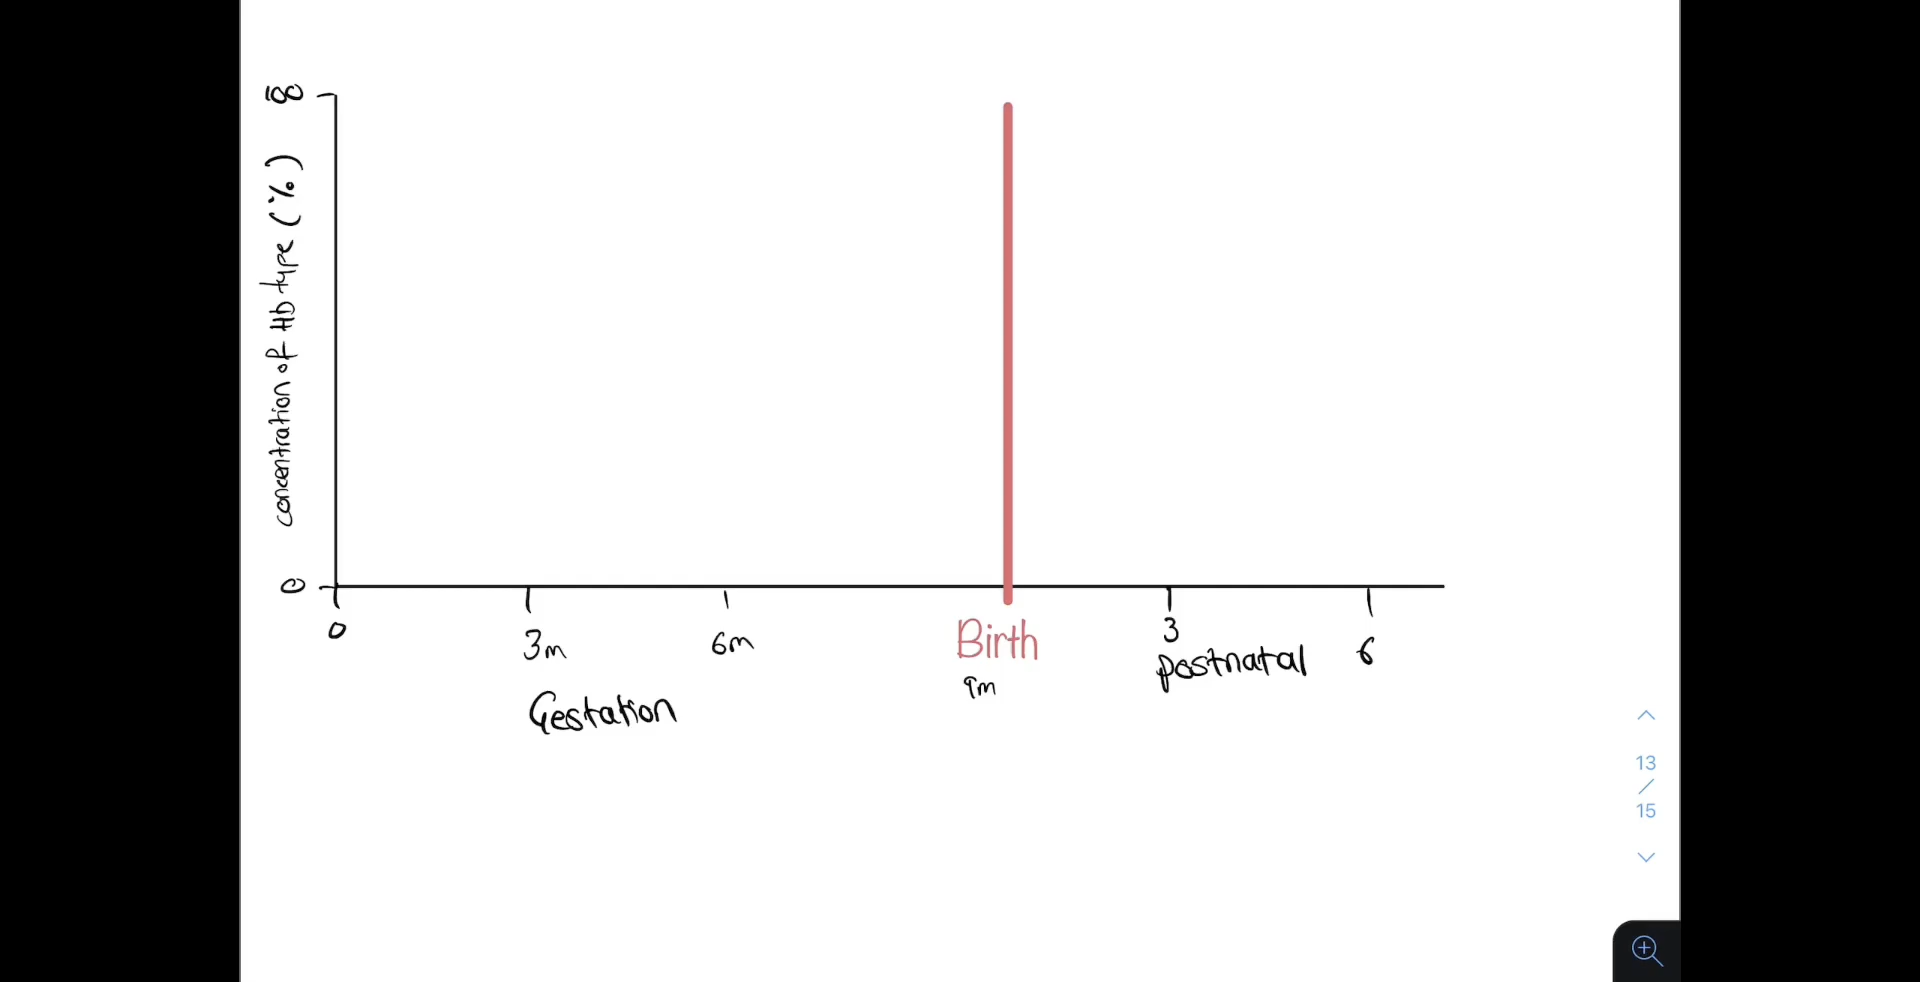 100
concentration of Hb type (%)
0
0
3m
6m
Birth
9m
3
6
postnatal
Gestation
13
/
15